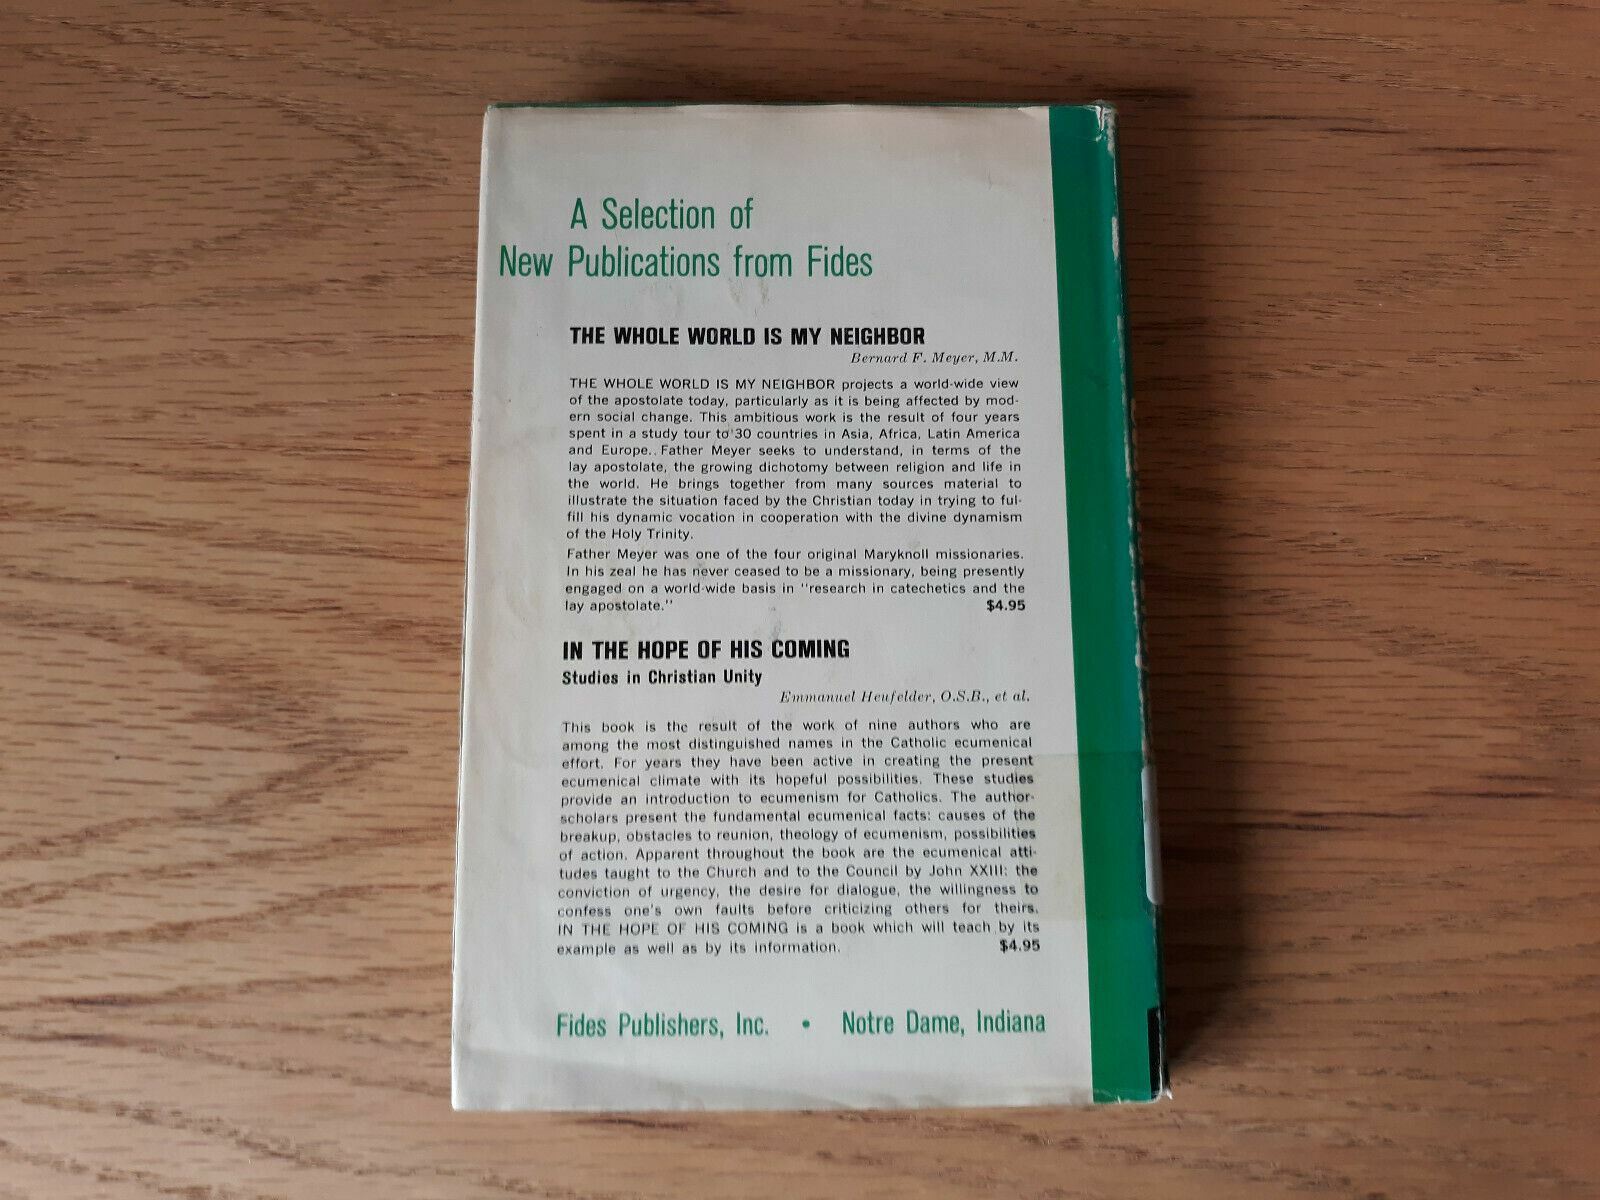 A Selection of
New Publications from Fides
THE WHOLE WORLD IS MY NEIGHBOR
Bernard F. Meyer, M.M.
THE WHOLE WORLD IS MY NEIGHBOR projects a world-wide view
of the apostolate today, particularly as it is being affected by mod-
ern social change. This ambitious work is the result of four years
spent in a study tour to 30 countries in Asia, Africa, Latin America
and Europe. Father Meyer seeks to understand, in terms of the
lay apostolate, the growing dichotomy between religion and life in
the world. He brings together from many sources material to
illustrate the situation faced by the Christian today in trying to ful-
fill his dynamic vocation in cooperation with the divine dynamism
of the Holy Trinity.
Father Meyer was one of the four original Maryknoll missionaries.
In his zeal he has never ceased to be a missionary, being presently
engaged on a world-wide basis in "research in catechetics and the
lay apostolate." $4.95
IN THE HOPE OF HIS COMING
Studies in Christian Unity
Emmanuel Heufelder, O.S.B., et al.
This book is the result of the work of nine authors who are
among the most distinguished names in the Catholic ecumenical
effort. For years they have been active in creating the present
ecumenical climate with its hopeful possibilities. These studies
provide an introduction to ecumenism for Catholics. The author-
scholars present the fundamental ecumenical facts: causes of the
breakup, obstacles to reunion, theology of ecumenism, possibilities
of action. Apparent throughout the book are the ecumenical atti-
tudes taught to the Church and to the Council by John XXIII: the
conviction of urgency, the desire for dialogue, the willingness to
confess one's own faults before criticizing others for theirs.
IN THE HOPE OF HIS COMING is a book which will teach by its
example as well as by its information. $4.95
Fides Publishers, Inc. • Notre Dame, Indiana